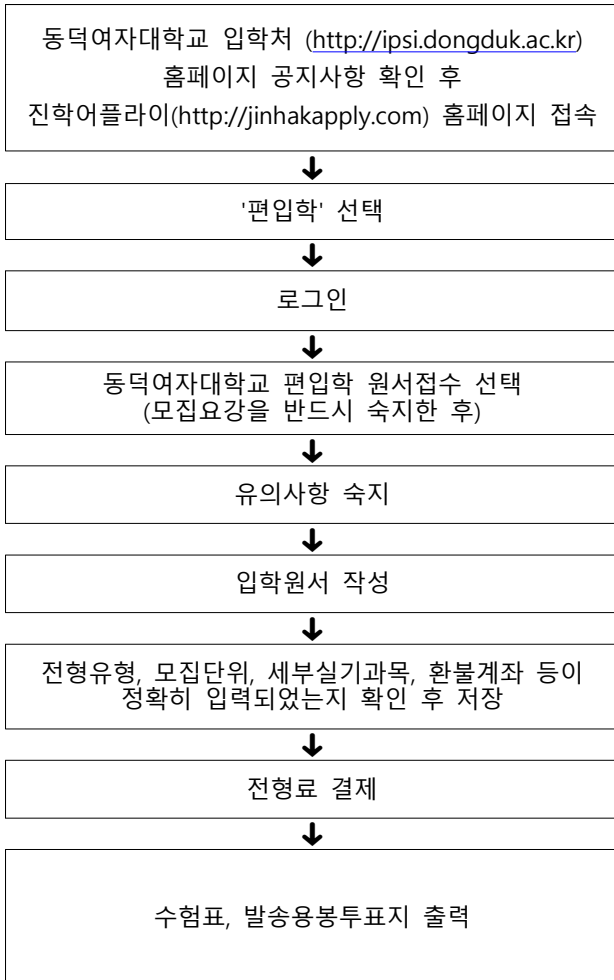 동덕여자대학교 입학처 (http://ipsi.dongduk.ac.kr)
홈페이지 공지사항 확인 후
진학어플라이(http://jinhakapply.com) 홈페이지 접속
'편입학' 선택
로그인
동덕여자대학교 편입학 원서접수 선택
(모집요강을 반드시 숙지한 후)
유의사항 숙지
입학원서 작성
전형유형, 모집단위, 세부실기과목, 환불계좌 등이
정확히 입력되었는지 확인 후 저장
전형료 결제
수험표, 발송용봉투표지 출력